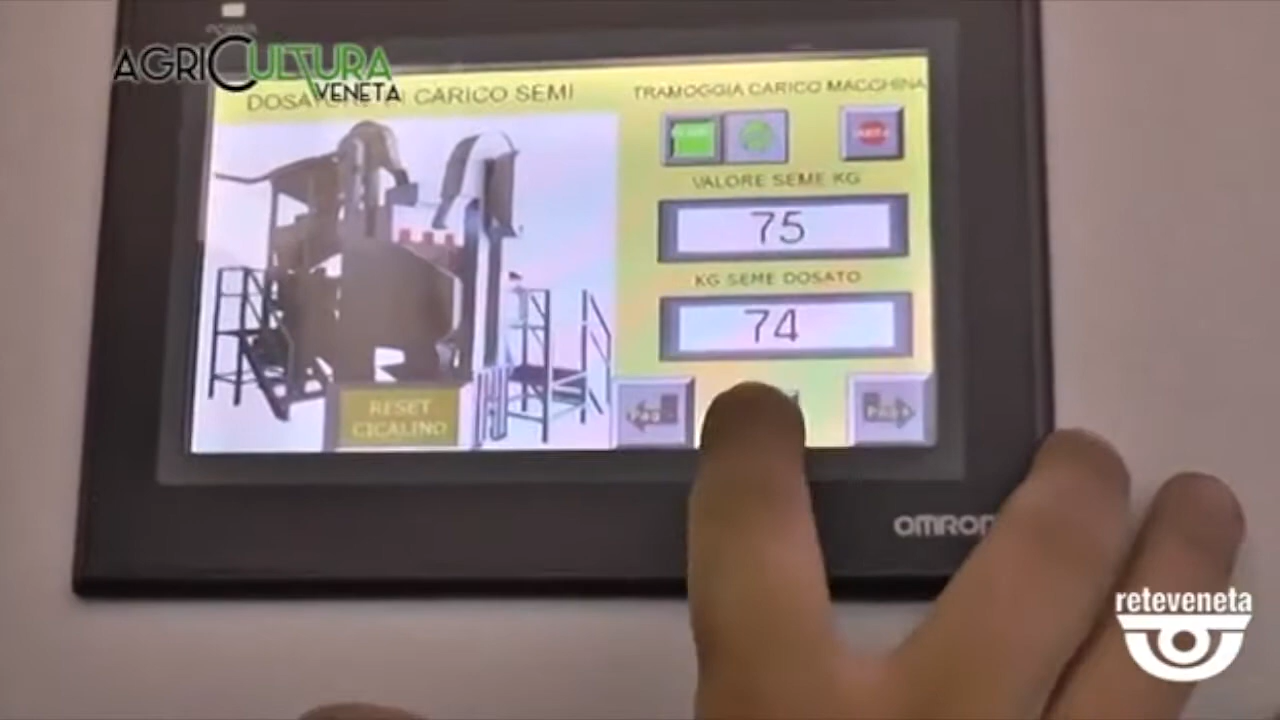 AGRICULTURA
VENETA
CARICO SEMI
TRAMOGGIA CARICO MACCHINA
VALORE SEME KG
75
KG SEME DOSATO
74
RESET
CICALINO
OMRON
reteveneta